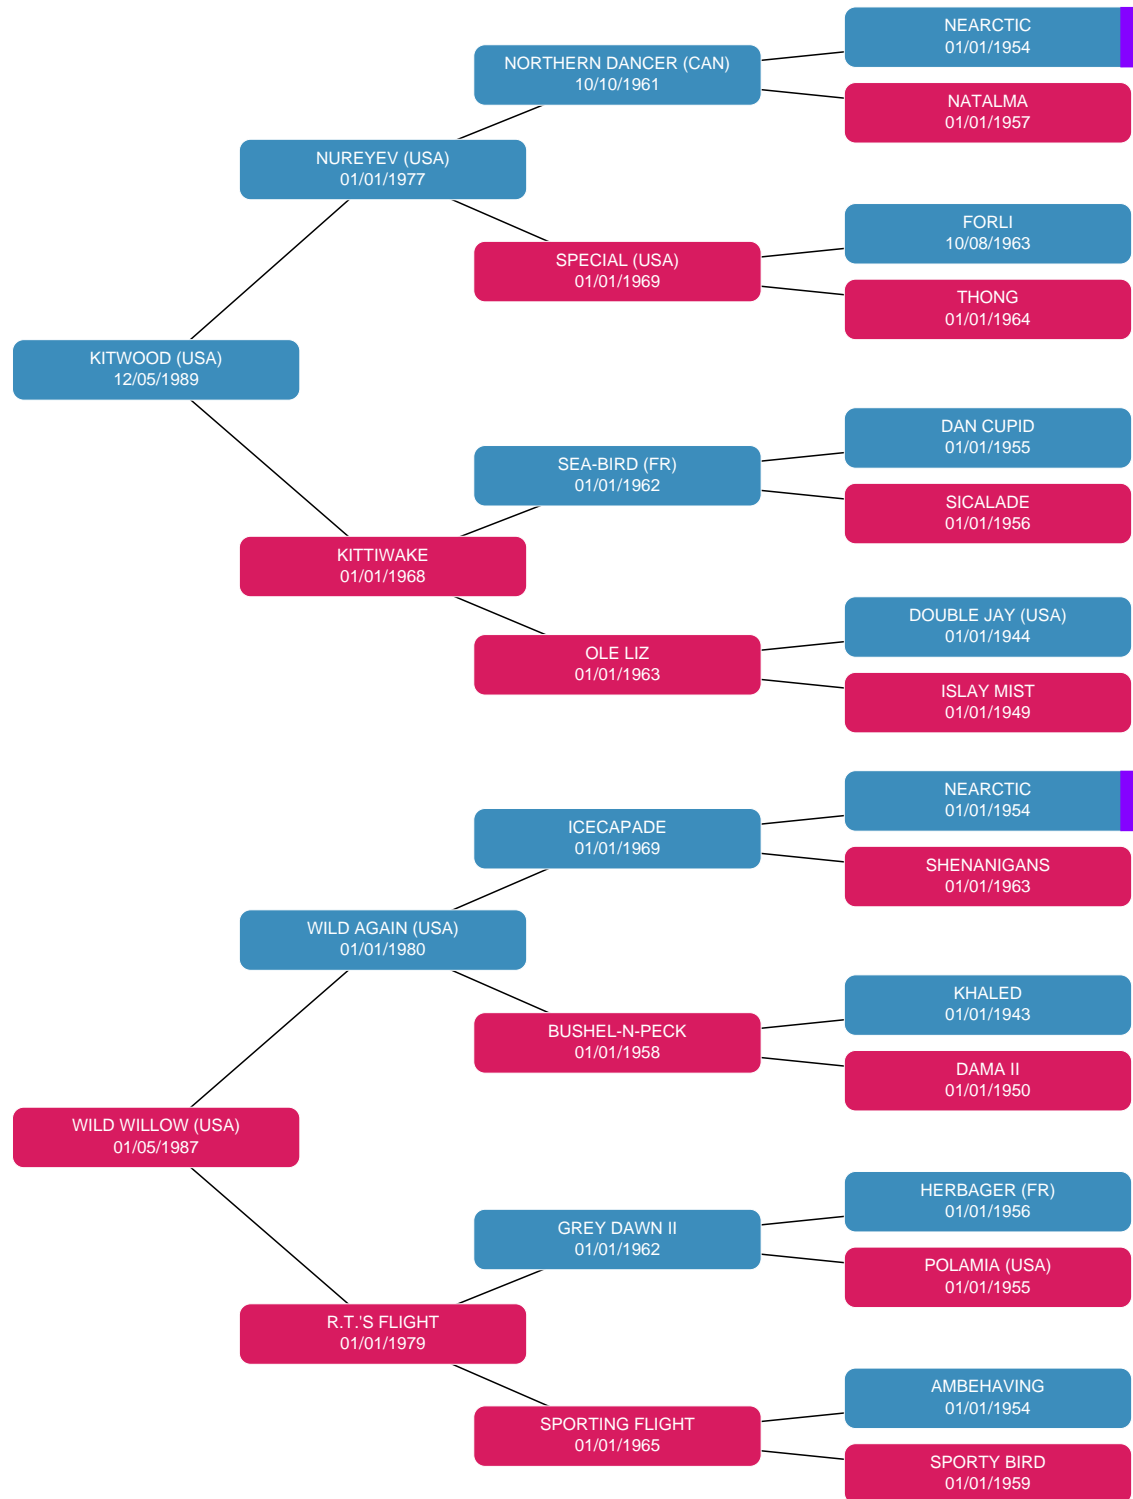 NEARCTIC
01/01/1954
NORTHERN DANCER (CAN)
10/10/1961
NATALMA
01/01/1957
NUREYEV (USA)
01/01/1977
FORLI
10/08/1963
SPECIAL (USA)
01/01/1969
THONG
01/01/1964
KITWOOD (USA)
12/05/1989
DAN CUPID
01/01/1955
SEA-BIRD (FR)
01/01/1962
SICALADE
01/01/1956
KITTIWAKE
01/01/1968
DOUBLE JAY (USA)
01/01/1944
OLE LIZ
01/01/1963
ISLAY MIST
01/01/1949
NEARCTIC
01/01/1954
ICECAPADE
01/01/1969
SHENANIGANS
01/01/1963
WILD AGAIN (USA)
01/01/1980
KHALED
01/01/1943
BUSHEL-N-PECK
01/01/1958
DAMA II
01/01/1950
WILD WILLOW (USA)
01/05/1987
HERBAGER (FR)
01/01/1956
GREY DAWN II
01/01/1962
POLAMIA (USA)
01/01/1955
R.T.'S FLIGHT
01/01/1979
AMBEHAVING
01/01/1954
SPORTING FLIGHT
01/01/1965
SPORTY BIRD
01/01/1959